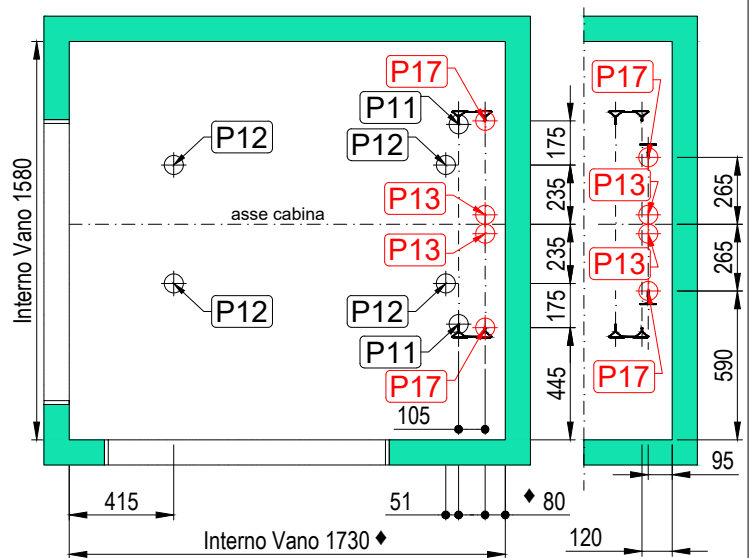 P17
P17
P11
P12
P12
175
P13
P13
235
265
asse cabina
Interno Vano 1580
P13
P13
235
265
P12
P12
175
P11
P17
P17
445
590
105
95
415
51
♦ 80
Interno Vano 1730 ♦
120